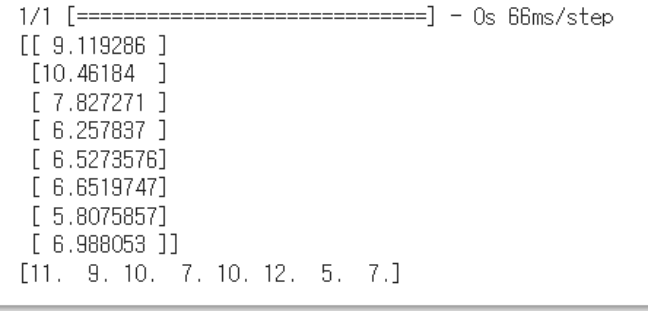 1/1 [==============================] - 0s 66ms/step
[[ 9.119286 ]
 [10.46184  ]
 [ 7.827271 ]
 [ 6.257837 ]
 [ 6.5273576]
 [ 6.6519747]
 [ 5.8075857]
 [ 6.988053 ]]
[11.  9. 10.  7. 10. 12.  5.  7.]